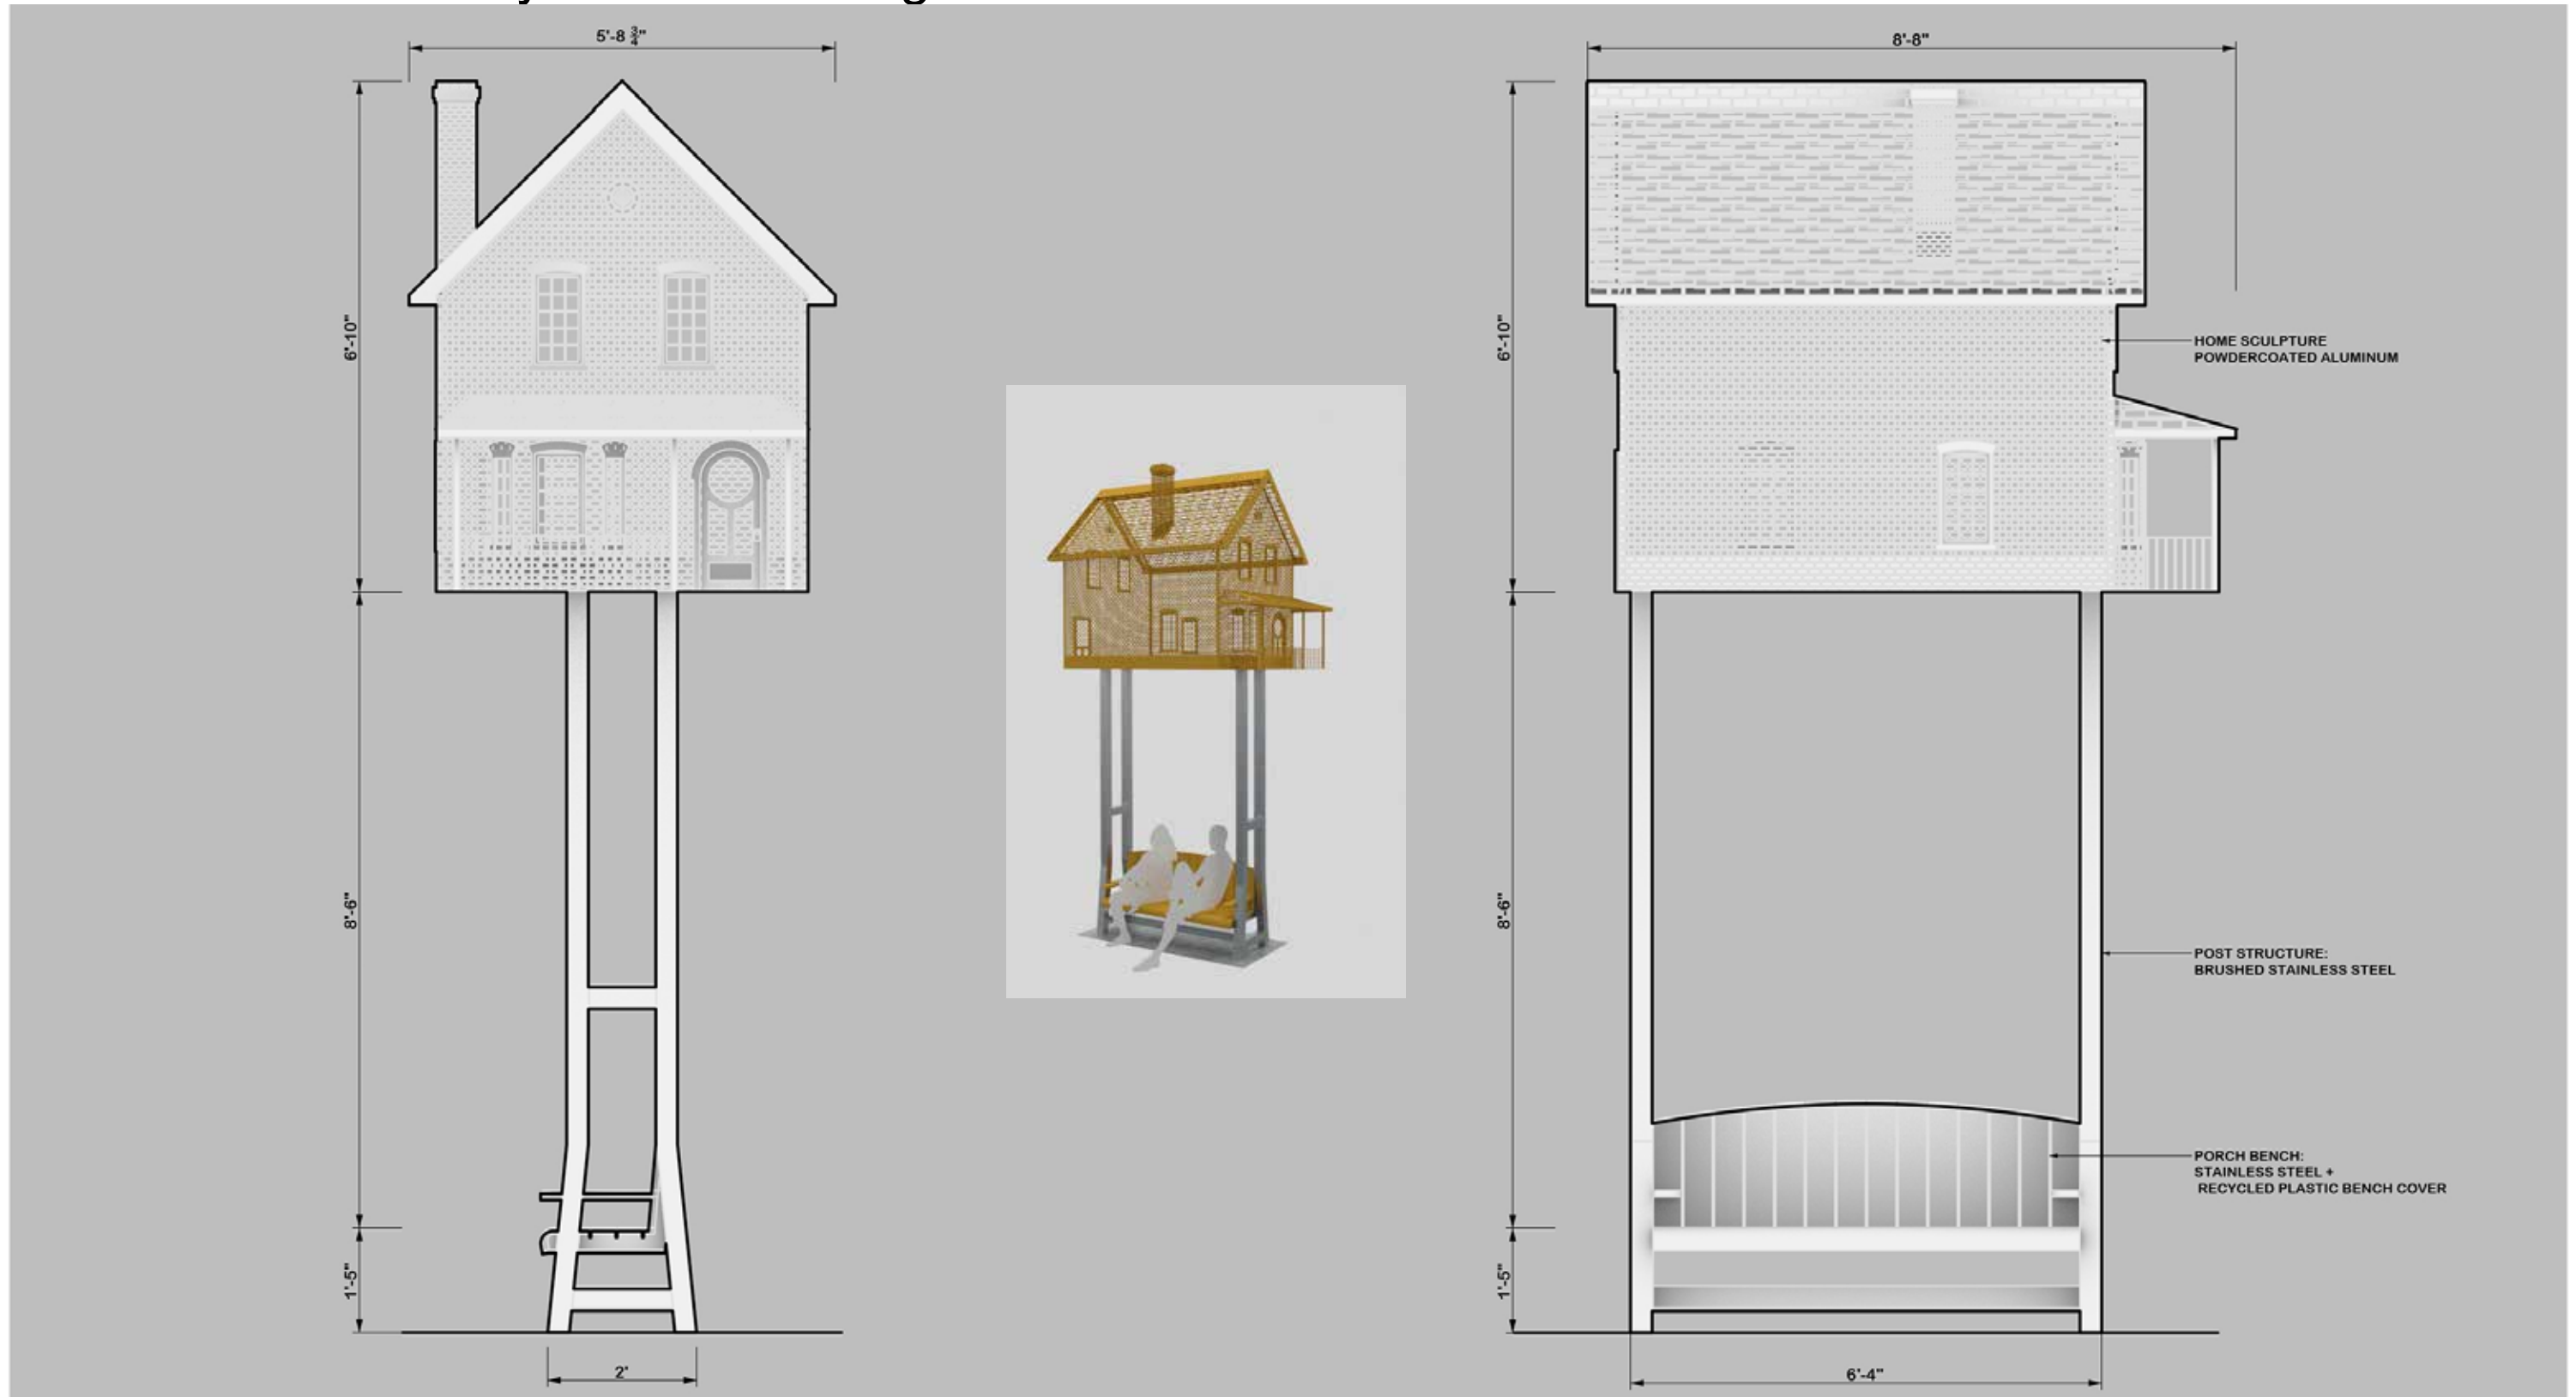 5'-8 3/4"
6'-10"
8'-6"
1'-5"
2'
8'-8"
6'-10"
HOME SCULPTURE
POWDERCOATED ALUMINUM
8'-6"
POST STRUCTURE:
BRUSHED STAINLESS STEEL
PORCH BENCH:
STAINLESS STEEL +
RECYCLED PLASTIC BENCH COVER
1'-5"
6'-4"